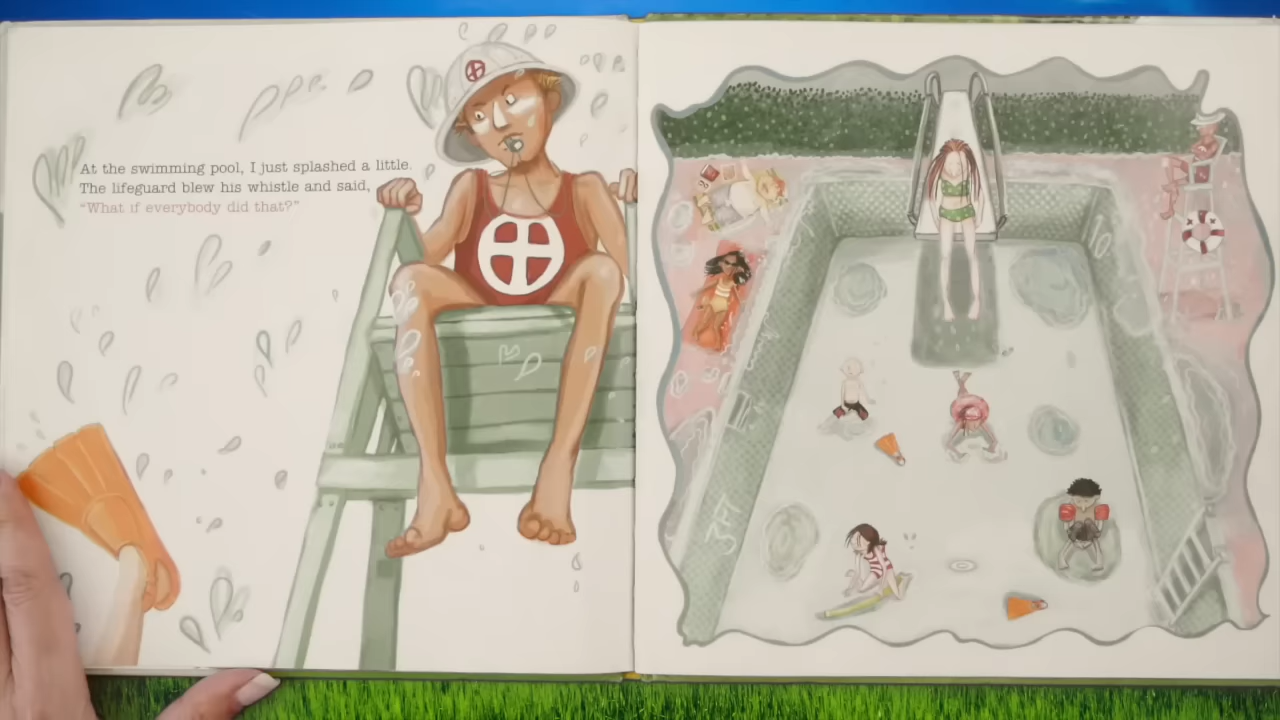 At the swimming pool, I just splashed a little.
The lifeguard blew his whistle and said,
“What if everybody did that?”